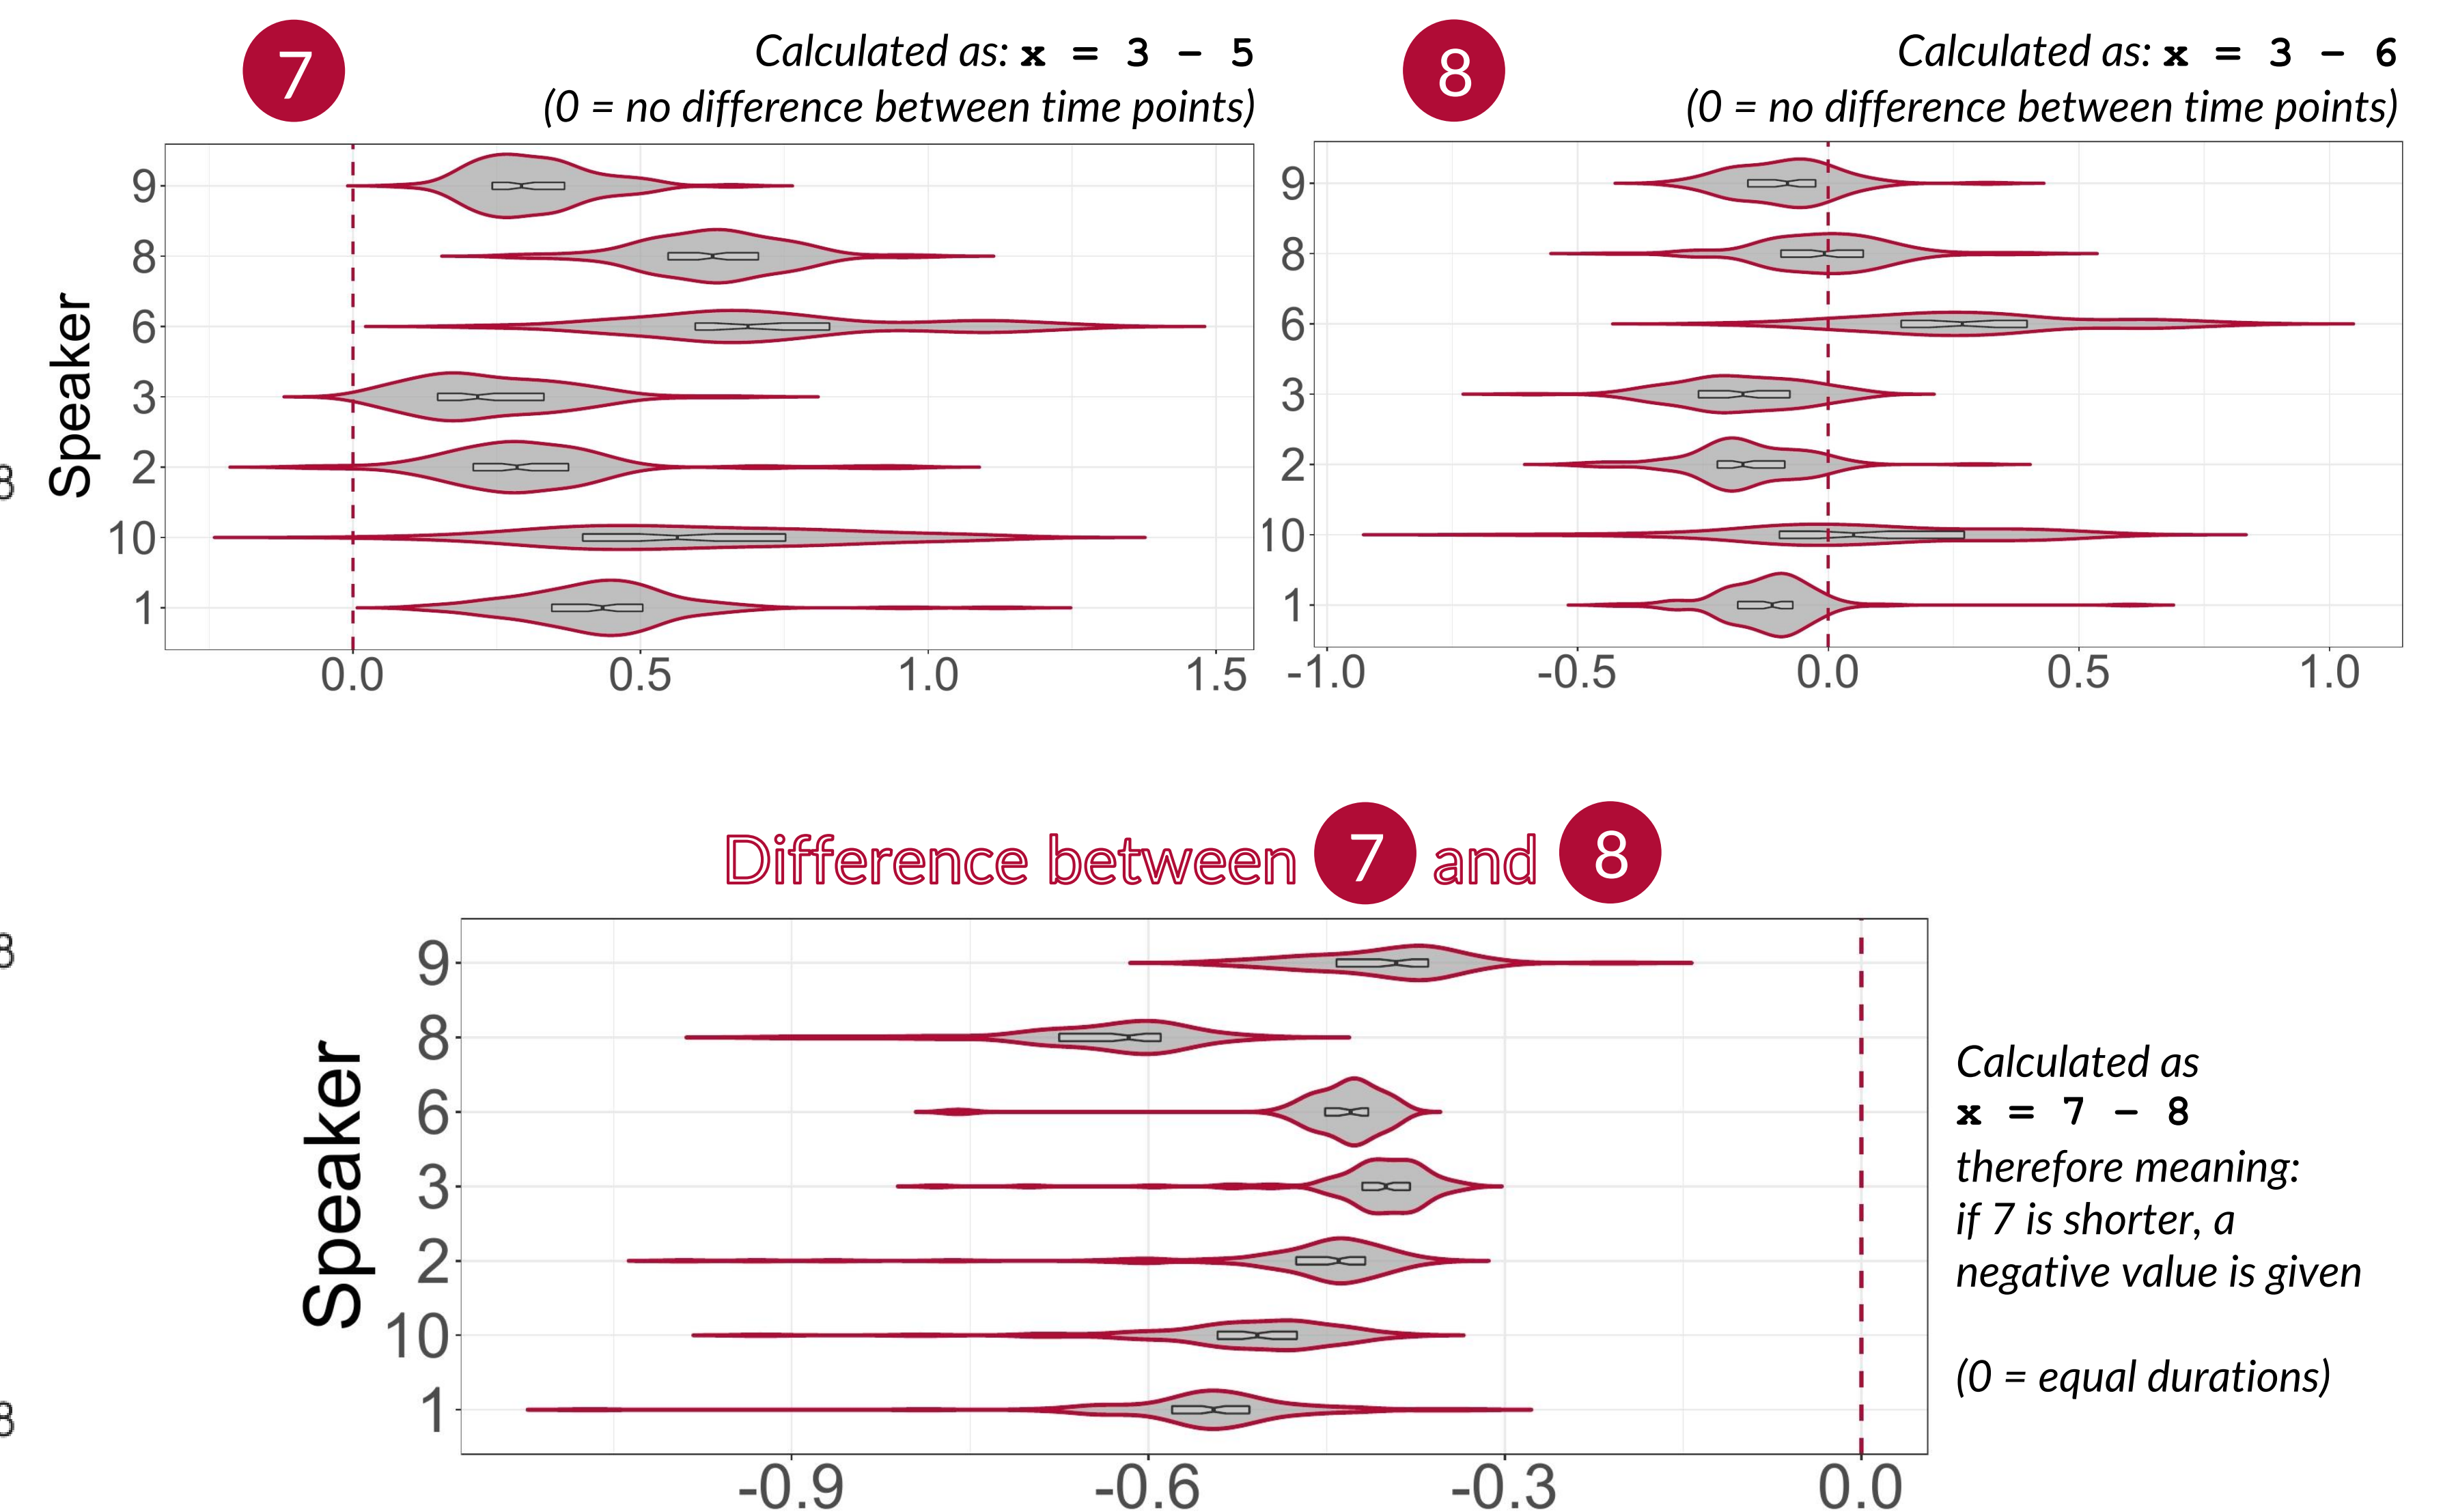 7
Calculated as: x = 3 - 5
(0 = no difference between time points)
Speaker
9
8
6
3
2
10
1
0.0 0.5 1.0 1.5
8
Calculated as: x = 3 - 6
(0 = no difference between time points)
9
8
6
3
2
10
1
-1.0 -0.5 0.0 0.5 1.0
8
8
8
Difference between 7 and 8
Speaker
9
8
6
3
2
10
1
-0.9 -0.6 -0.3 0.0
Calculated as
x = 7 - 8
therefore meaning:
if 7 is shorter, a
negative value is given
(0 = equal durations)